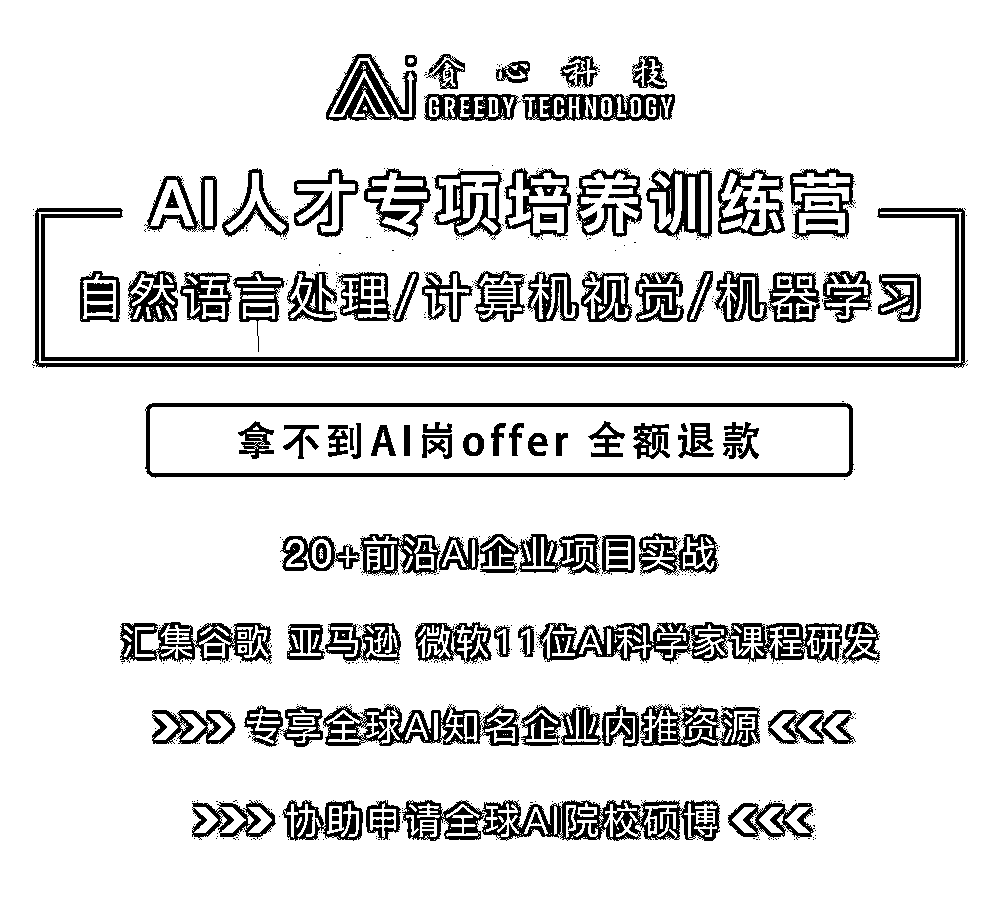 Ai 贪心科技
GREEDY TECHNOLOGY
AI人才专项培养训练营
自然语言处理/计算机视觉/机器学习
拿不到AI岗offer 全额退款
20+前沿AI企业项目实战
汇集谷歌 亚马逊 微软11位AI科学家课程研发
>>> 专享全球AI知名企业内推资源 <<<
>>> 协助申请全球AI院校硕博 <<<